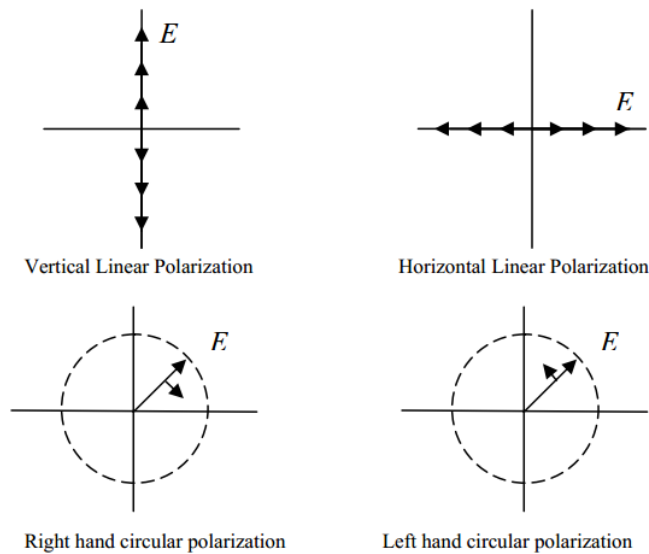 E
E
Vertical Linear Polarization
Horizontal Linear Polarization
E
E
Right hand circular polarization
Left hand circular polarization